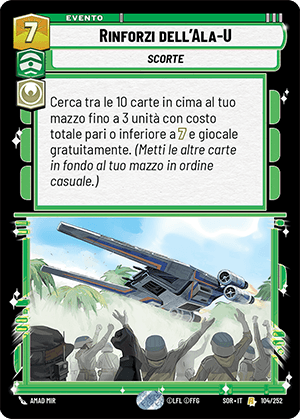 EVENTO
7
RINFORZI DELL'ALA-U
SCORTE
Cerca tra le 10 carte in cima al tuo
mazzo fino a 3 unità con costo
totale pari o inferiore a 7 e giocale
gratuitamente. (Metti le altre carte
in fondo al tuo mazzo in ordine
casuale.)
AMAD MIR
©LFL ©FFG
SOR•IT R 104/252